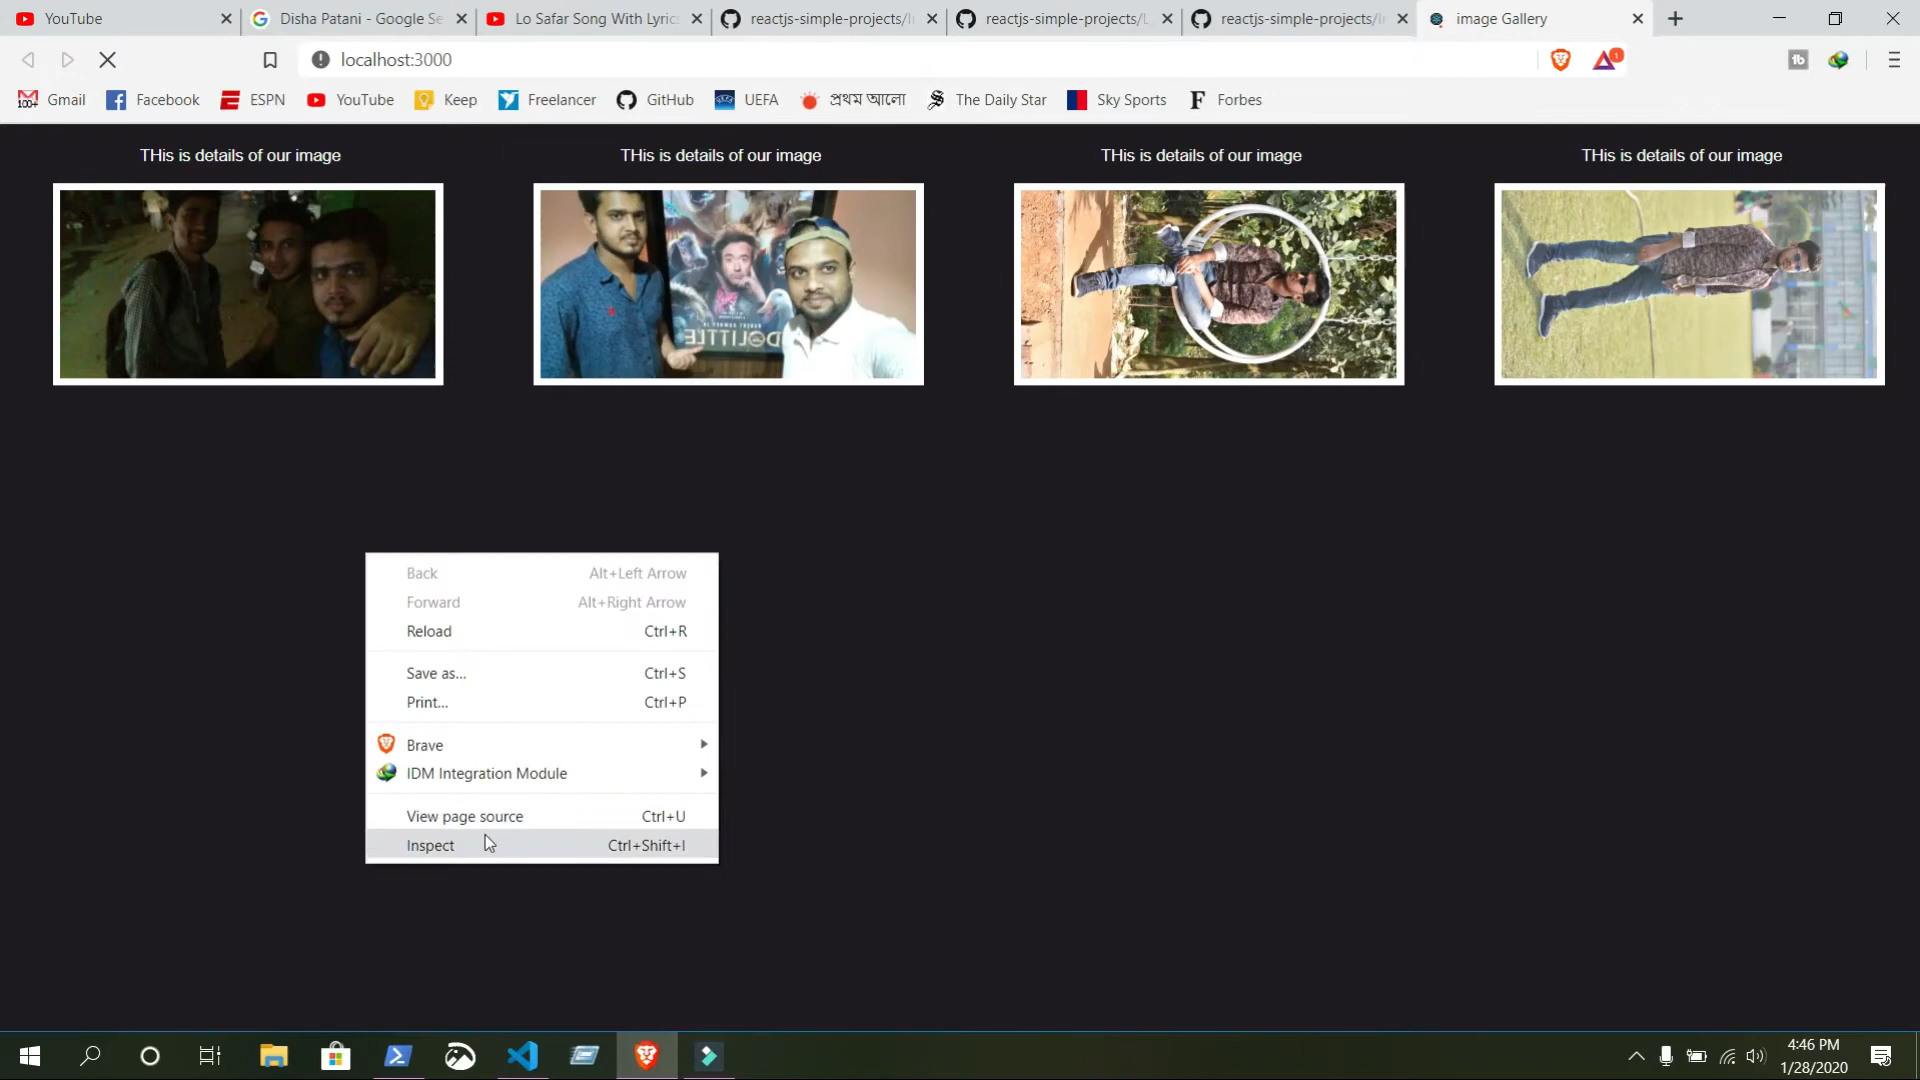 YouTube
Disha Patani - Google Se
Lo Safar Song With Lyrics
reactjs-simple-projects/I
reactjs-simple-projects/L
reactjs-simple-projects/I
image Gallery
localhost:3000
1
100+
Gmail
Facebook
ESPN
YouTube
Keep
Freelancer
GitHub
UEFA
প্রথম আলো
The Daily Star
Sky Sports
Forbes
THis is details of our image
THis is details of our image
THis is details of our image
THis is details of our image
DOLITTLE
Back Alt+Left Arrow
Forward Alt+Right Arrow
Reload Ctrl+R
Save as... Ctrl+S
Print... Ctrl+P
Brave
IDM Integration Module
View page source Ctrl+U
Inspect Ctrl+Shift+I
4:46 PM
1/28/2020